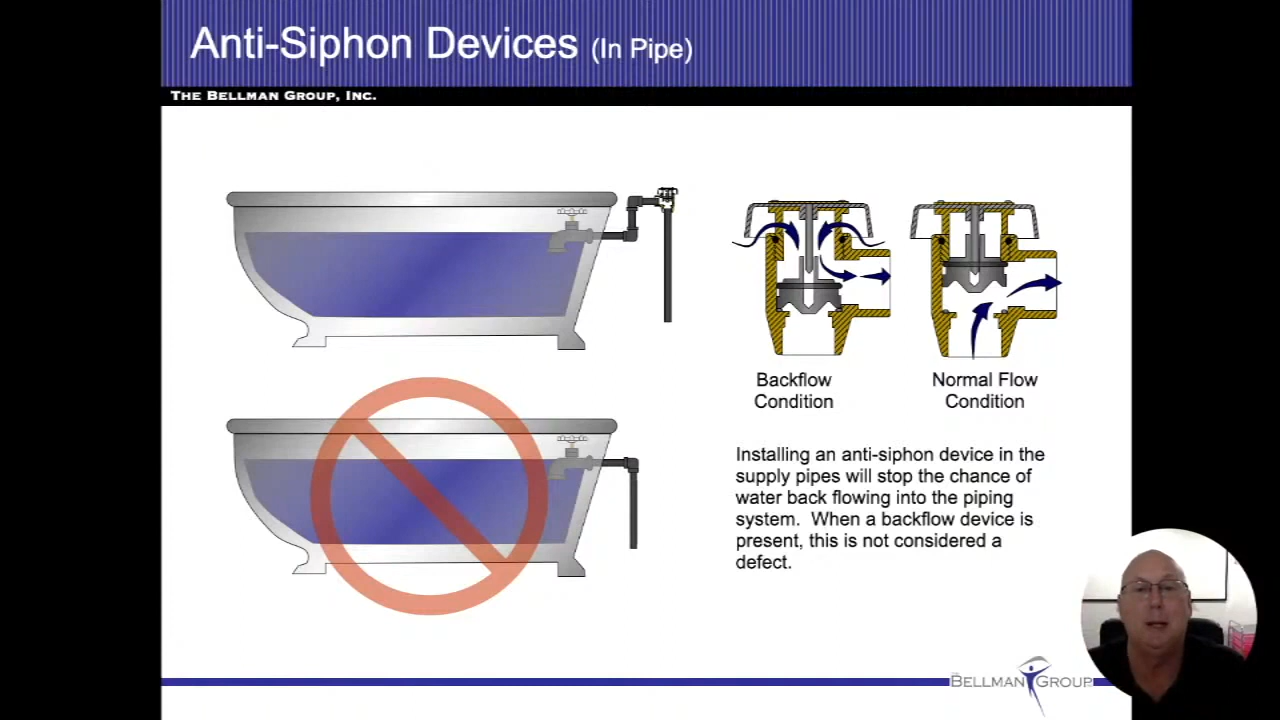 Anti-Siphon Devices (In Pipe)
THE BELLMAN GROUP, INC.
Backflow
Condition
Normal Flow
Condition
Installing an anti-siphon device in the
supply pipes will stop the chance of
water back flowing into the piping
system.  When a backflow device is
present, this is not considered a
defect.
THE
BELLMAN GROUP